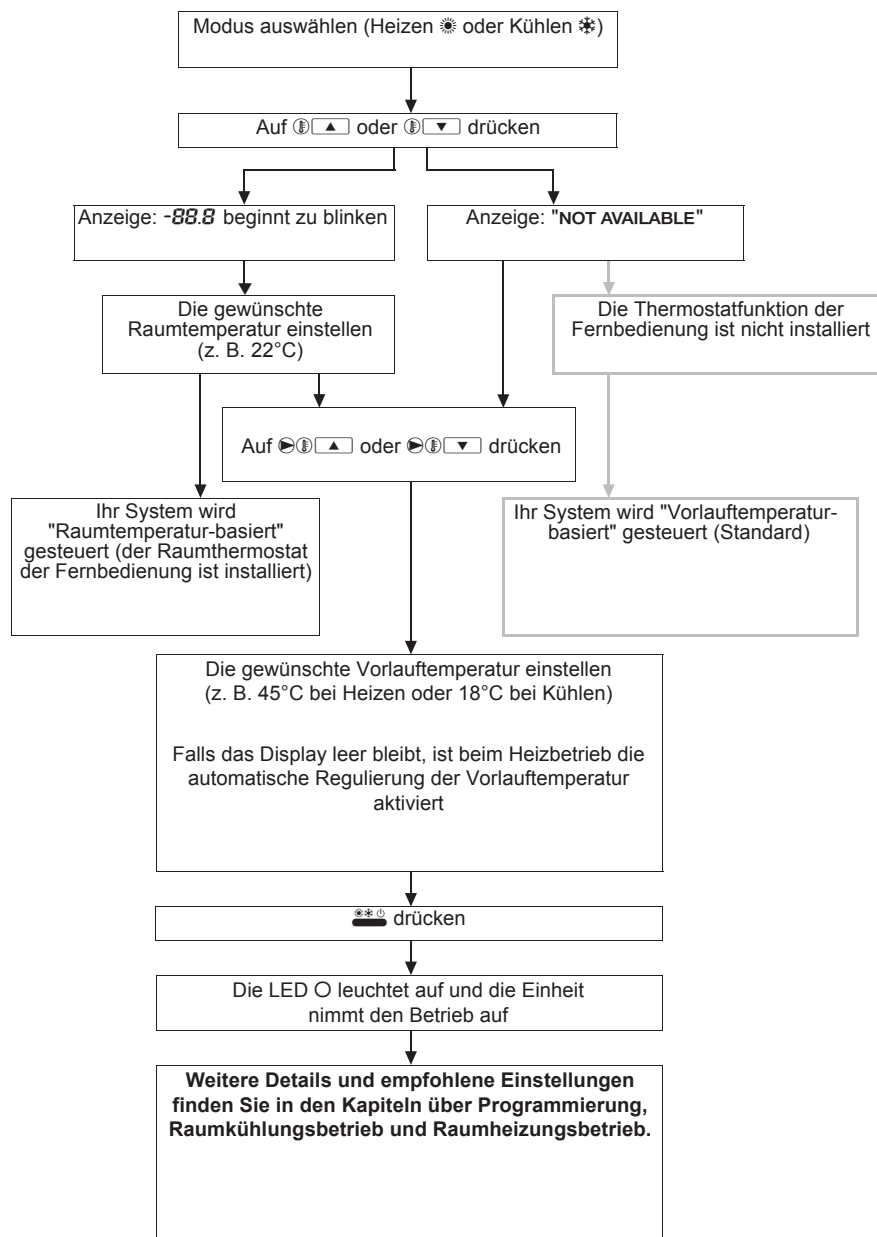 Modus auswählen (Heizen ☀ oder Kühlen ❄)
Auf ▲ oder ▼ drücken
Anzeige: -88.8 beginnt zu blinken
Anzeige: "NOT AVAILABLE"
Die gewünschte
Raumtemperatur einstellen
(z. B. 22°C)
Die Thermostatfunktion der
Fernbedienung ist nicht installiert
Auf ▲ oder ▼ drücken
Ihr System wird
"Raumtemperatur-basiert"
gesteuert (der Raumthermostat
der Fernbedienung ist installiert)
Ihr System wird "Vorlauftemperatur-
basiert" gesteuert (Standard)
Die gewünschte Vorlauftemperatur einstellen
(z. B. 45°C bei Heizen oder 18°C bei Kühlen)
Falls das Display leer bleibt, ist beim Heizbetrieb die
automatische Regulierung der Vorlauftemperatur
aktiviert
drücken
Die LED O leuchtet auf und die Einheit
nimmt den Betrieb auf
Weitere Details und empfohlene Einstellungen
finden Sie in den Kapiteln über Programmierung,
Raumkühlungsbetrieb und Raumheizungsbetrieb.